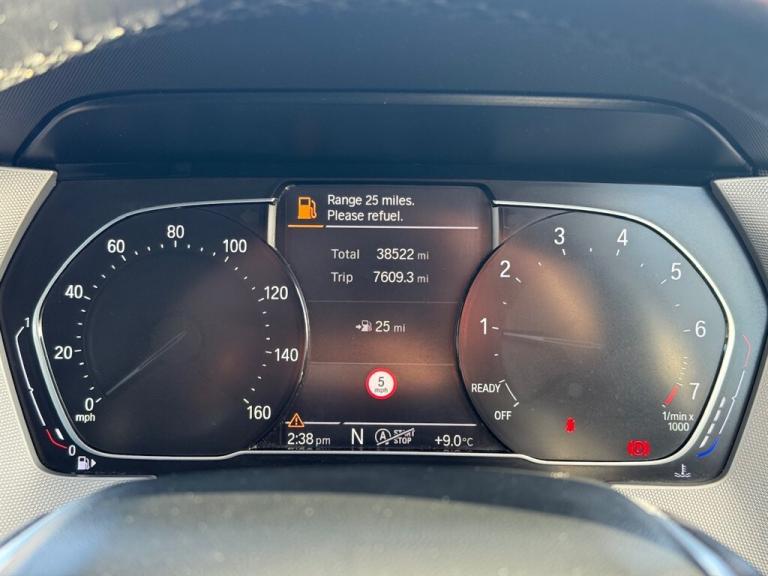 Range 25 miles.
Please refuel.
Total 38522 mi
Trip 7609.3 mi
25 mi
5
mph
2:38 pm
N
A START
STOP
+9.0°C
0
20
40
60
80
100
120
140
160
mph
1
0
1
2
3
4
5
6
7
READY
OFF
1/min x
1000